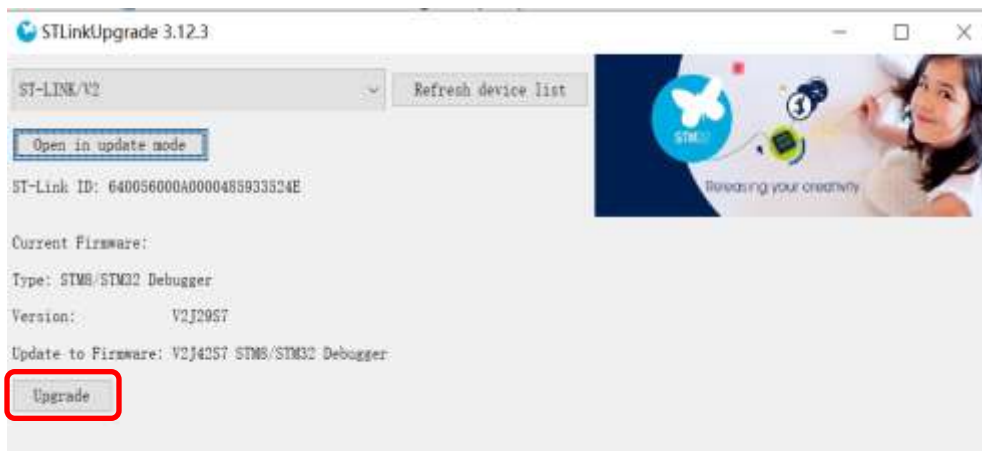 STLinkUpgrade 3.12.3
ST-LINK/V2
Refresh device list
Open in update mode
STM32
Releasing your creativity
ST-Link ID: 640056000A0000485933524E
Current Firmware:
Type: STM8/STM32 Debugger
Version: V2J29S7
Update to Firmware: V2J42S7 STM8/STM32 Debugger
Upgrade